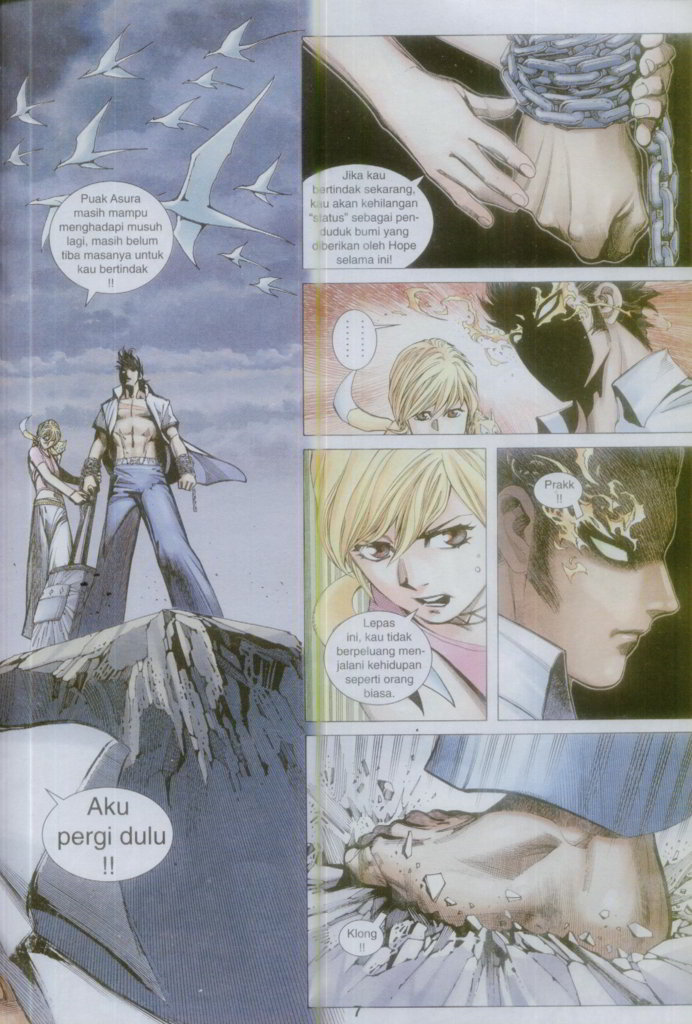 Puak Asura
masih mampu
menghadapi musuh
lagi, masih belum
tiba masanya untuk
kau bertindak
!!
Jika kau
bertindak sekarang,
kau akan kehilangan
"status" sebagai pen-
duduk bumi yang
diberikan oleh Hope
selama ini!
Prakk
!!
Lepas
ini, kau tidak
berpeluang men-
jalani kehidupan
seperti orang
biasa.
Aku
pergi dulu
!!
Klong
!!
7